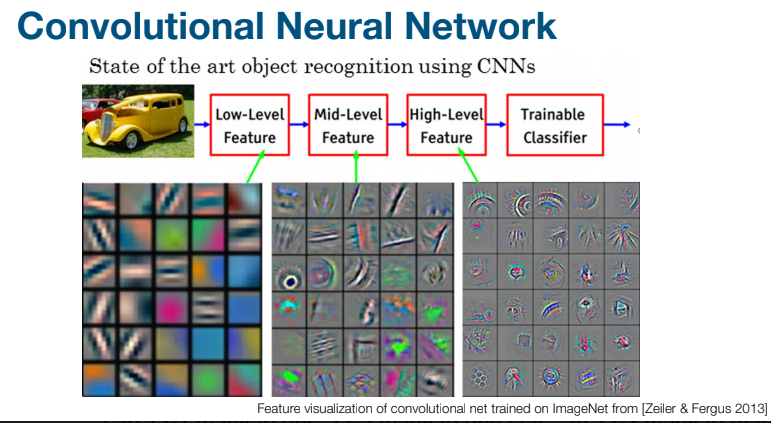 Convolutional Neural Network
State of the art object recognition using CNNs
Low-Level
Feature
Mid-Level
Feature
High-Level
Feature
Trainable
Classifier
Feature visualization of convolutional net trained on ImageNet from [Zeiler & Fergus 2013]